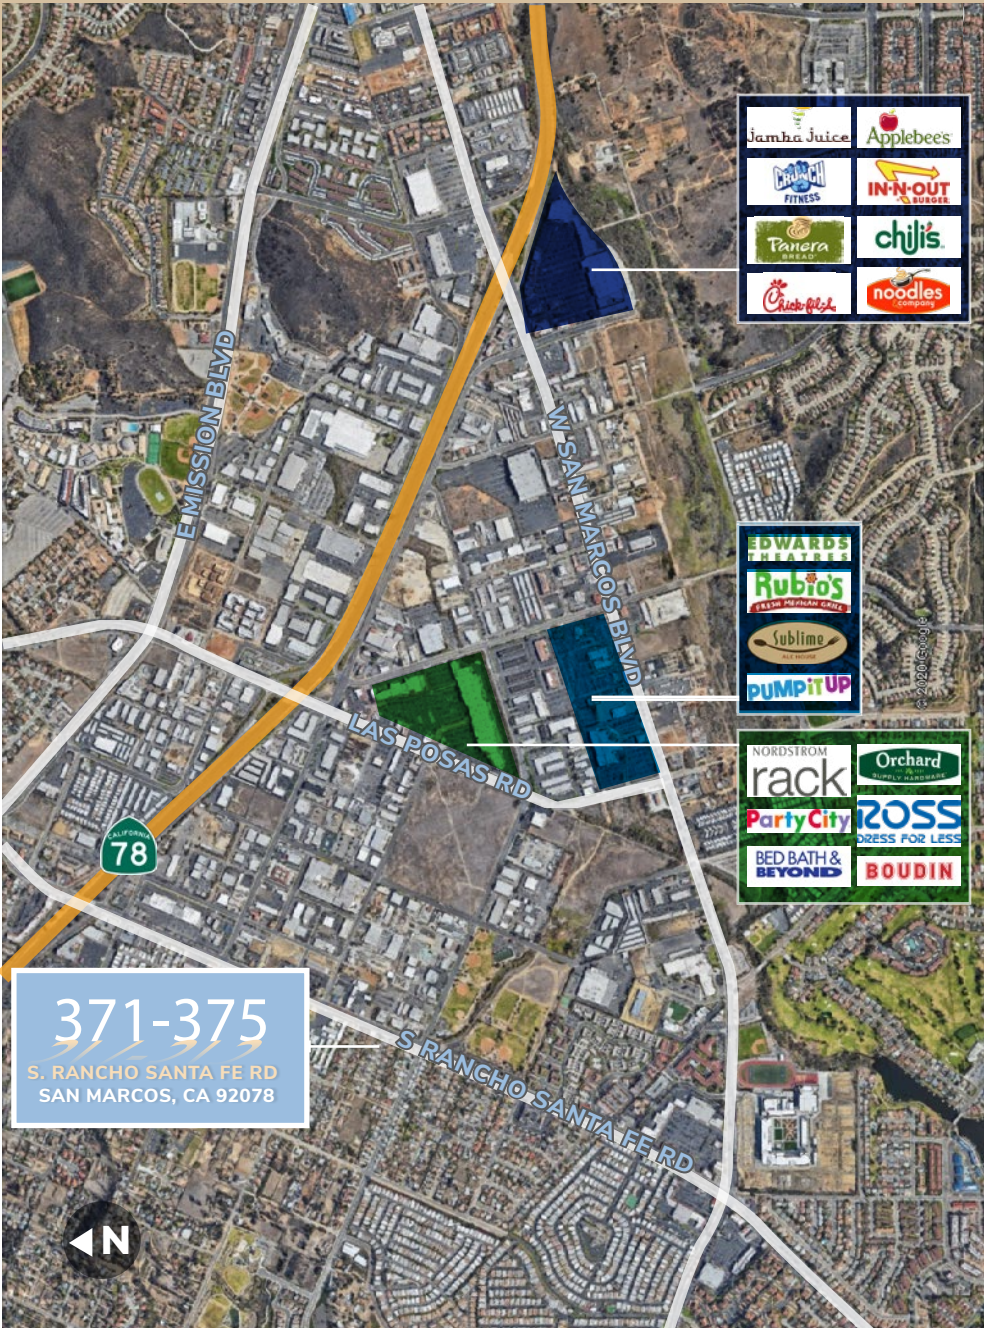 Jamba Juice
Applebee's
CRUNCH
FITNESS
IN-N-OUT
BURGER
Panera
BREAD
chili's
Chick-fil-A
noodles
& company
E MISSION BLVD
W SAN MARCOS BLVD
EDWARDS
THEATRES
Rubio's
FRESH MEXICAN GRILL
Sublime
ALE HOUSE
PUMP iT UP
© 2020 Google
LAS POSAS RD
NORDSTROM
rack
Orchard
SUPPLY HARDWARE
Party City
ROSS
DRESS FOR LESS
BED BATH &
BEYOND
BOUDIN
CALIFORNIA
78
371-375
S. RANCHO SANTA FE RD
SAN MARCOS, CA 92078
S RANCHO SANTA FE RD
N